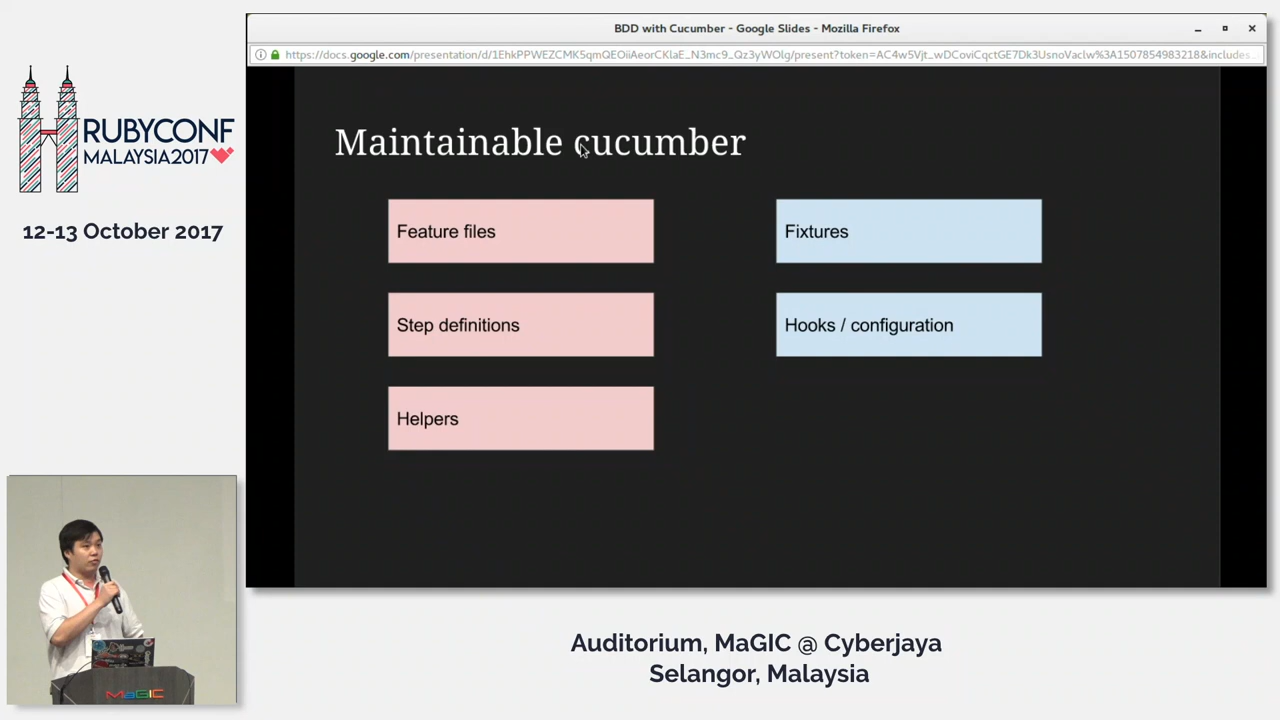 BDD with Cucumber - Google Slides - Mozilla Firefox
RUBYCONF
MALAYSIA2017
12-13 October 2017
Maintainable cucumber
Feature files
Fixtures
Step definitions
Hooks / configuration
Helpers
MaGIC
Auditorium, MaGIC @ Cyberjaya
Selangor, Malaysia